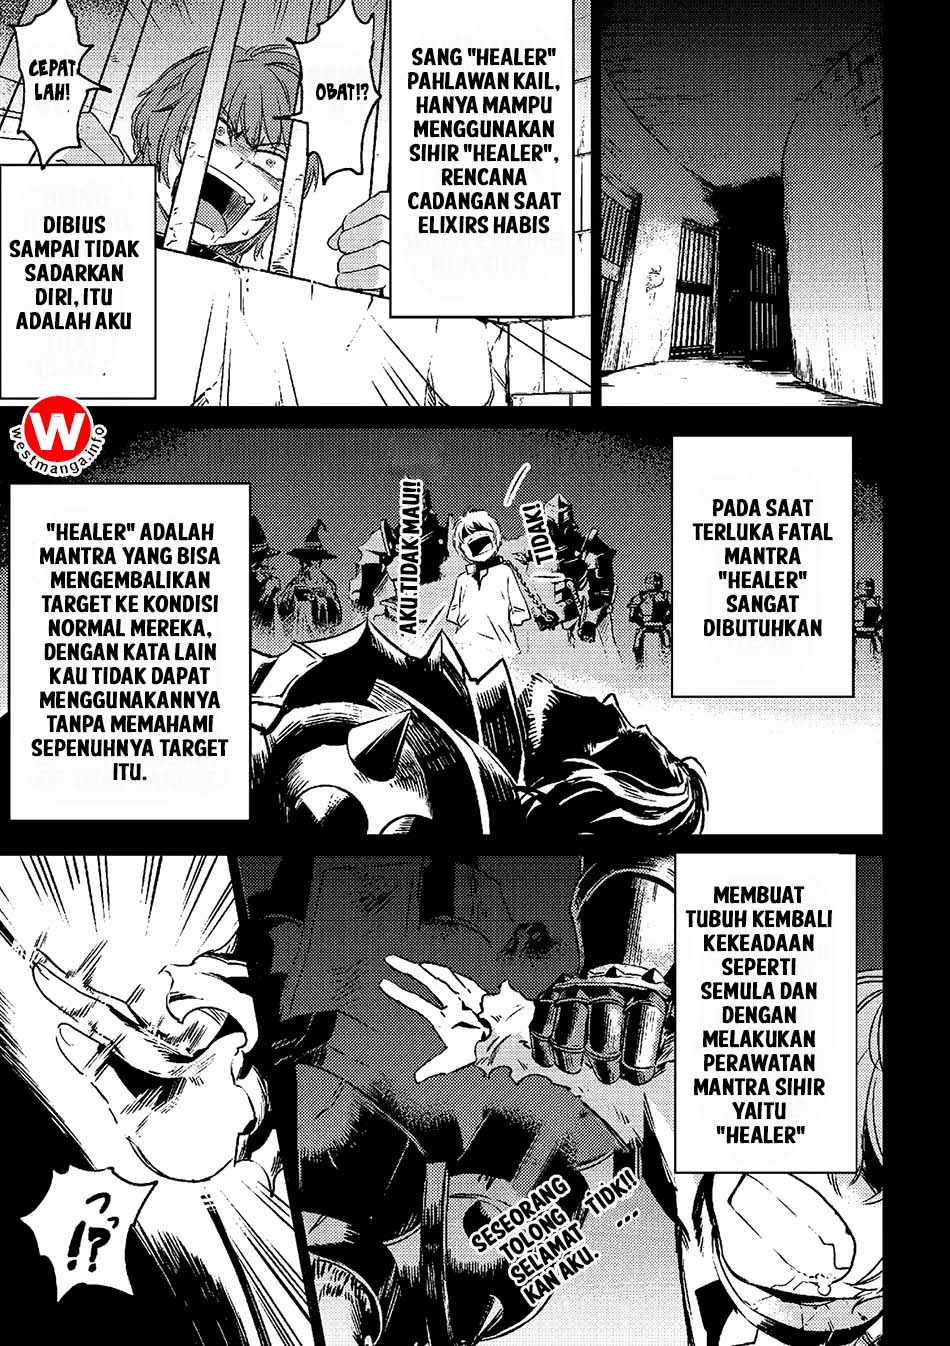 SANG "HEALER"
PAHLAWAN KAIL,
HANYA MAMPU
MENGGUNAKAN
SIHIR "HEALER",
RENCANA
CADANGAN SAAT
ELIXIRS HABIS
OBAT!?
CEPAT
LAH!
DIBIUS
SAMPAI TIDAK
SADARKAN
DIRI, ITU
ADALAH AKU
W
westmanga.info
PADA SAAT
TERLUKA FATAL
MANTRA
"HEALER"
SANGAT
DIBUTUHKAN
TIDAK!
AKU TIDAK MAU!!
"HEALER" ADALAH
MANTRA YANG BISA
MENGEMBALIKAN
TARGET KE KONDISI
NORMAL MEREKA,
DENGAN KATA LAIN
KAU TIDAK DAPAT
MENGGUNAKANNYA
TANPA MEMAHAMI
SEPENUHNYA TARGET
ITU.
MEMBUAT
TUBUH KEMBALI
KEKEADAAN
SEPERTI
SEMULA DAN
DENGAN
MELAKUKAN
PERAWATAN
MANTRA SIHIR
YAITU
"HEALER"
TIDK!!
...
SESEORANG
TOLONG
SELAMAT
KAN AKU.
!?